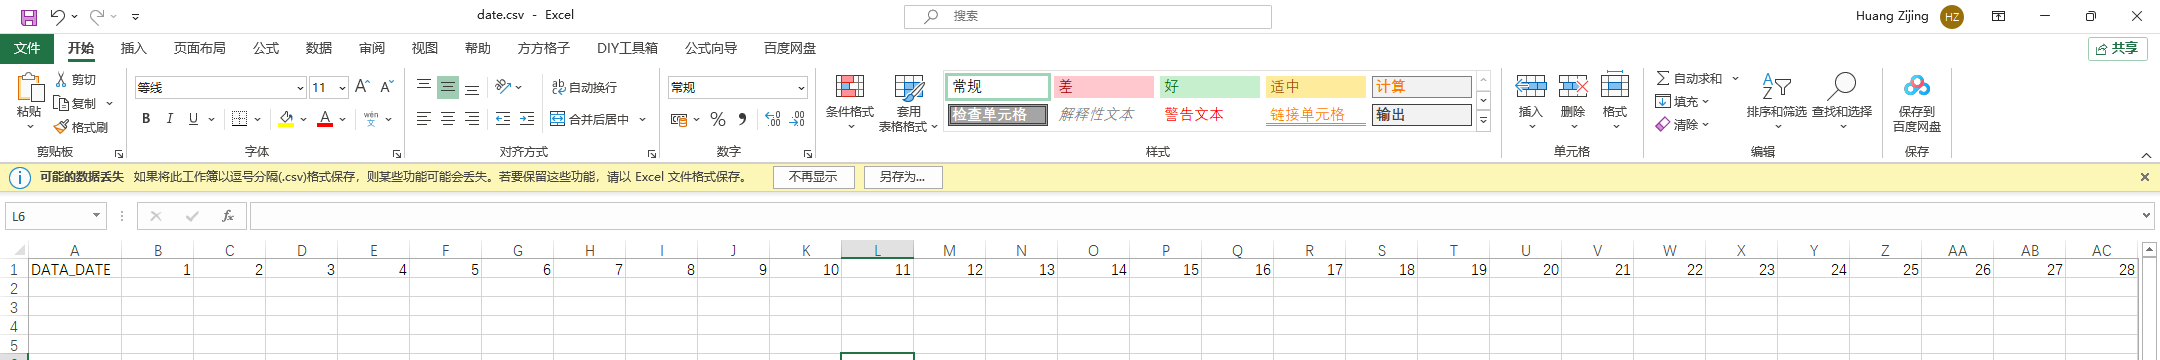 date.csv - Excel
搜索
Huang Zijing
HZ
文件 开始 插入 页面布局 公式 数据 审阅 视图 帮助 方方格子 DIY工具箱 公式向导 百度网盘
共享
粘贴
剪切
复制
格式刷
剪贴板
等线 11 A A
B I U A wén 文
字体
ab 自动换行
合并后居中
对齐方式
常规
% , .00
数字
条件格式
套用
表格格式
常规 差 好 适中 计算
检查单元格 解释性文本 警告文本 链接单元格 输出
样式
插入 删除 格式
单元格
自动求和
填充
清除
排序和筛选 查找和选择
编辑
保存到
百度网盘
保存
可能的数据丢失 如果将此工作簿以逗号分隔(.csv)格式保存，则某些功能可能会丢失。若要保留这些功能，请以 Excel 文件格式保存。 不再显示 另存为...
L6 fx
A B C D E F G H I J K L M N O P Q R S T U V W X Y Z AA AB AC
1 DATA_DATE 1 2 3 4 5 6 7 8 9 10 11 12 13 14 15 16 17 18 19 20 21 22 23 24 25 26 27 28
2
3
4
5